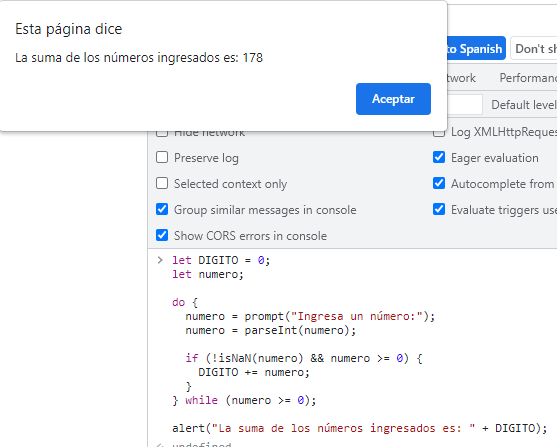 Esta página dice
La suma de los números ingresados es: 178
Aceptar
to Spanish
Don't sh
twork
Performanc
Default level
Hide network
Log XMLHttpReques
Preserve log
Eager evaluation
Selected context only
Autocomplete from
Group similar messages in console
Evaluate triggers use
Show CORS errors in console
> let DIGITO = 0;
let numero;
do {
numero = prompt("Ingresa un número:");
numero = parseInt(numero);
if (!isNaN(numero) && numero >= 0) {
DIGITO += numero;
}
} while (numero >= 0);
alert("La suma de los números ingresados es: " + DIGITO);
undefined